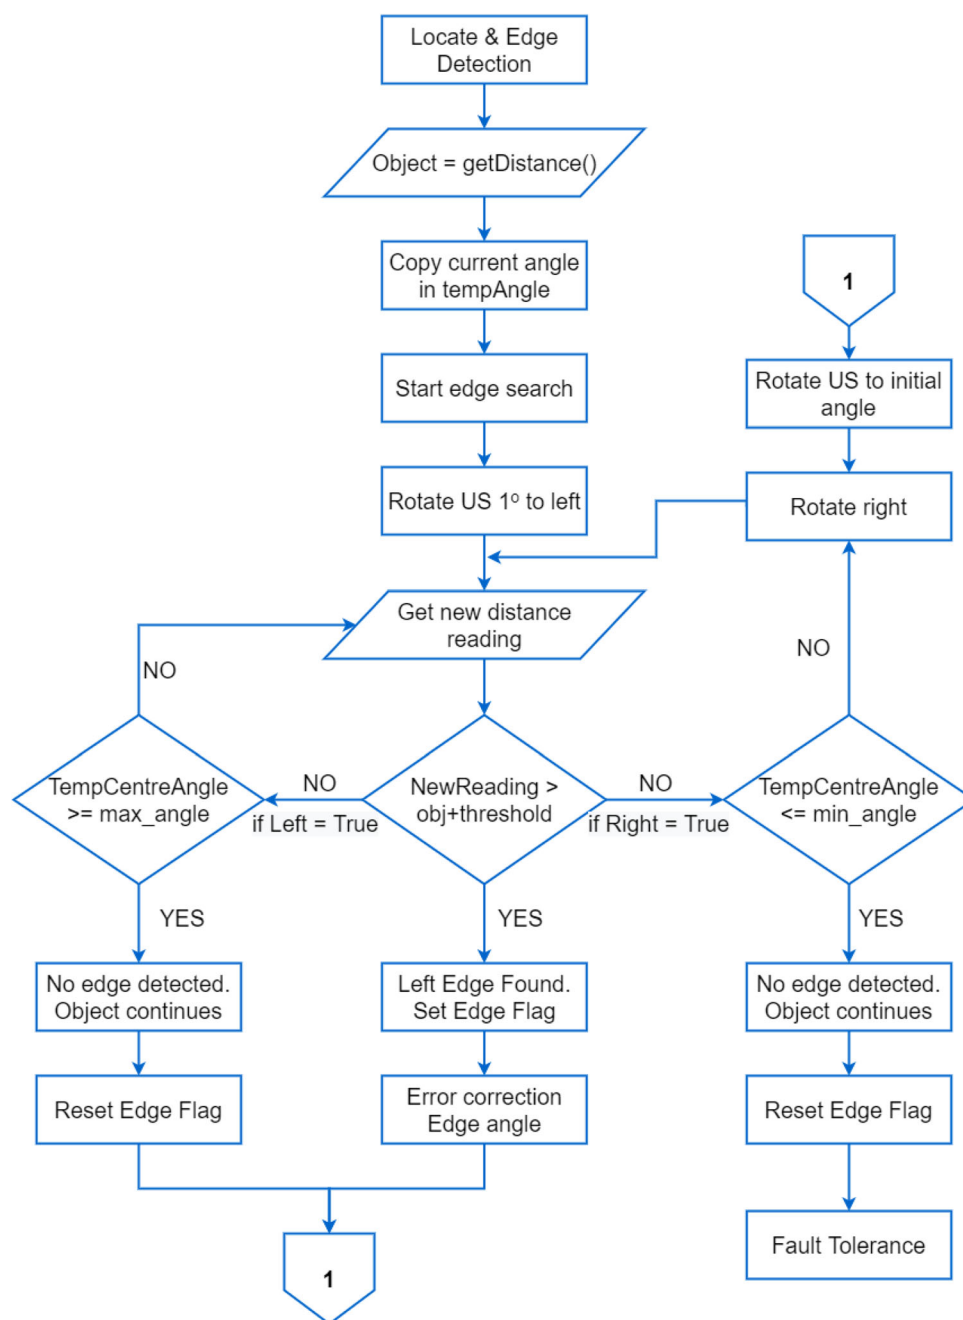 Locate & Edge
Detection
Object = getDistance()
Copy current angle
in tempAngle
1
Start edge search
Rotate US to initial
angle
Rotate US 1º to left
Rotate right
Get new distance
reading
NO
NO
TempCentreAngle
>= max_angle
NO
if Left = True
NewReading >
obj+threshold
NO
if Right = True
TempCentreAngle
<= min_angle
YES
YES
YES
No edge detected.
Object continues
Left Edge Found.
Set Edge Flag
No edge detected.
Object continues
Reset Edge Flag
Error correction
Edge angle
Reset Edge Flag
1
Fault Tolerance